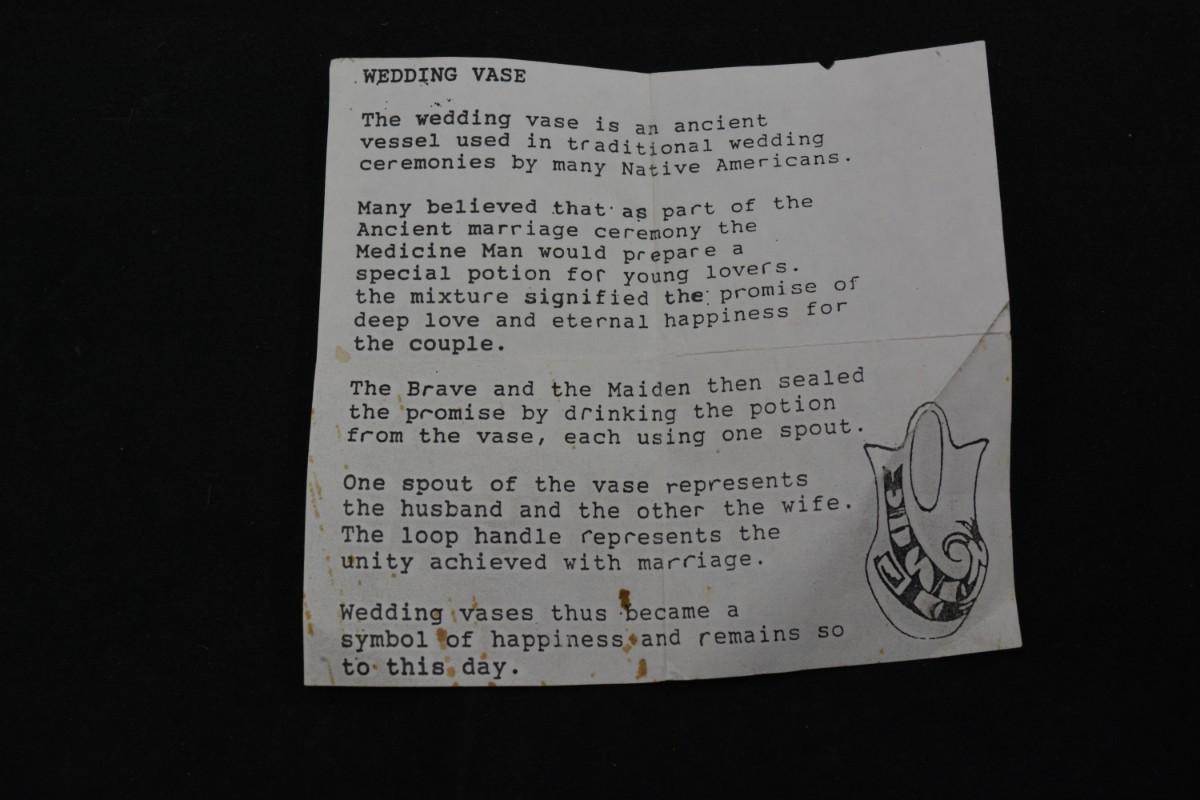 WEDDING VASE
The wedding vase is an ancient
vessel used in traditional wedding
ceremonies by many Native Americans.
Many believed that as part of the
Ancient marriage ceremony the
Medicine Man would prepare a
special potion for young lovers.
the mixture signified the promise of
deep love and eternal happiness for
the couple.
The Brave and the Maiden then sealed
the promise by drinking the potion
from the vase, each using one spout.
One spout of the vase represents
the husband and the other the wife.
The loop handle represents the
unity achieved with marriage.
Wedding vases thus became a
symbol of happiness and remains so
to this day.